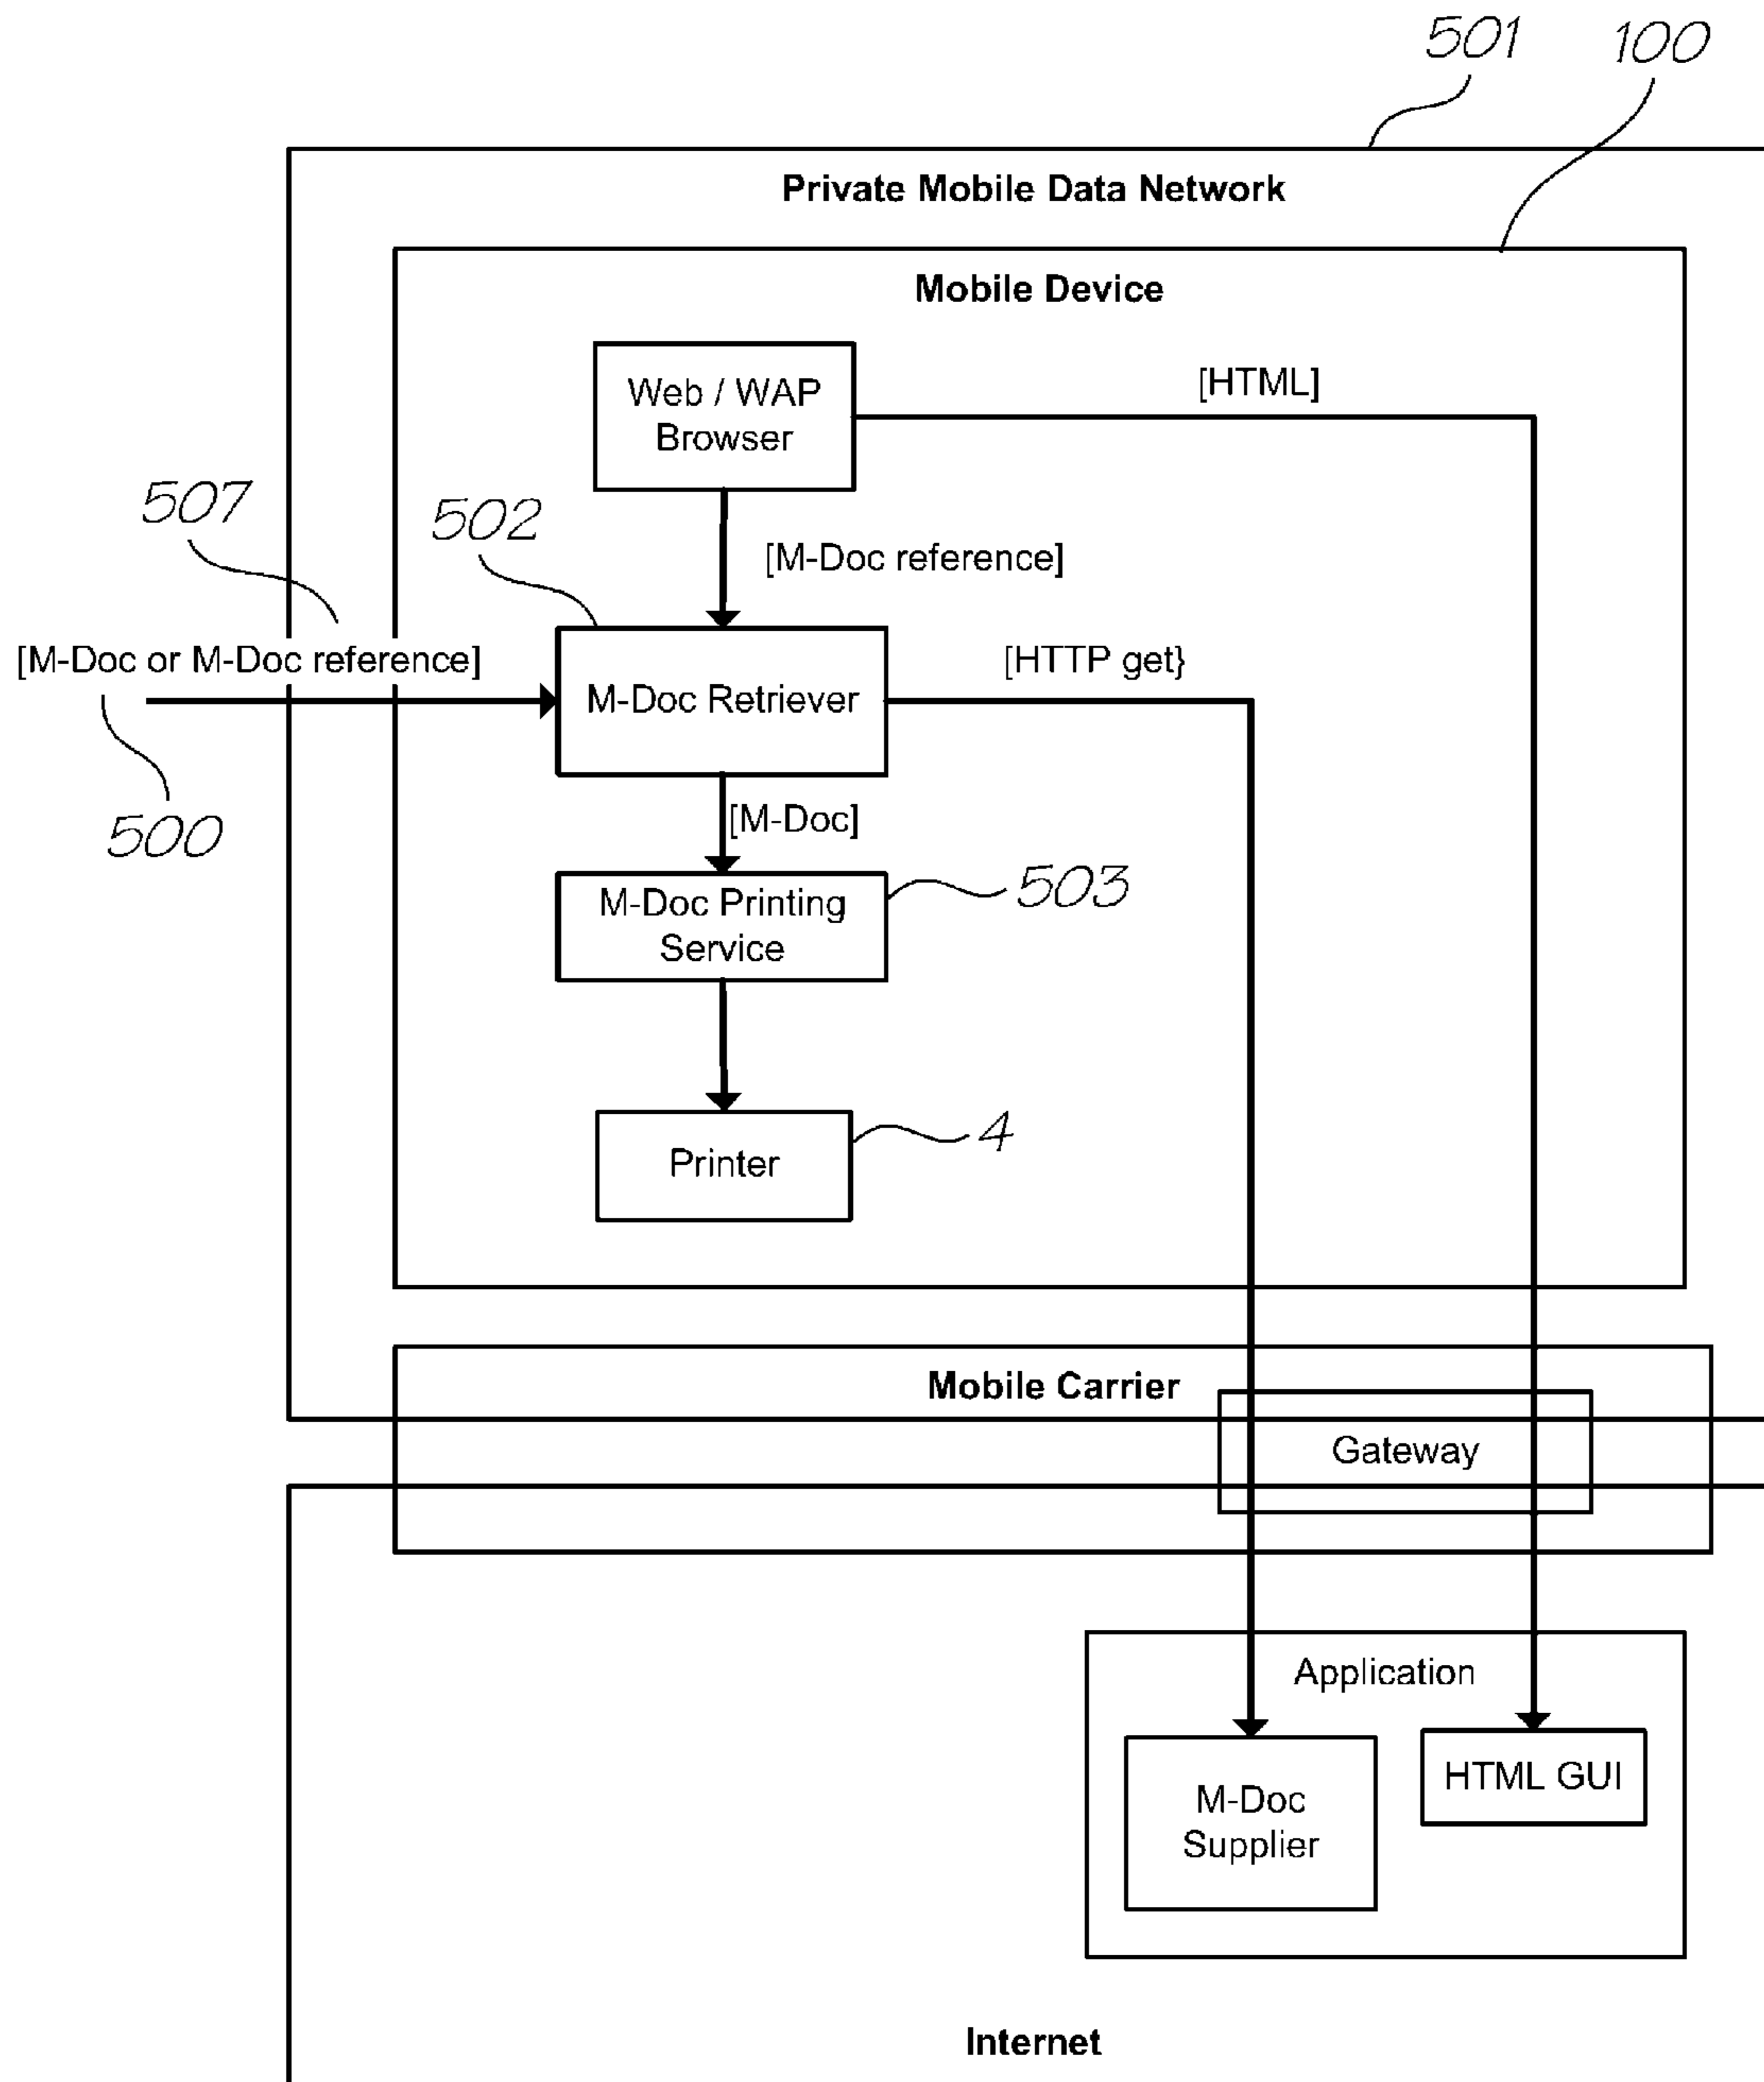 501
100
Private Mobile Data Network
Mobile Device
Web / WAP
Browser
[HTML]
507
502
[M-Doc reference]
[M-Doc or M-Doc reference]
M-Doc Retriever
[HTTP get}
500
[M-Doc]
M-Doc Printing
Service
503
Printer
4
Mobile Carrier
Gateway
Application
M-Doc
Supplier
HTML GUI
Internet